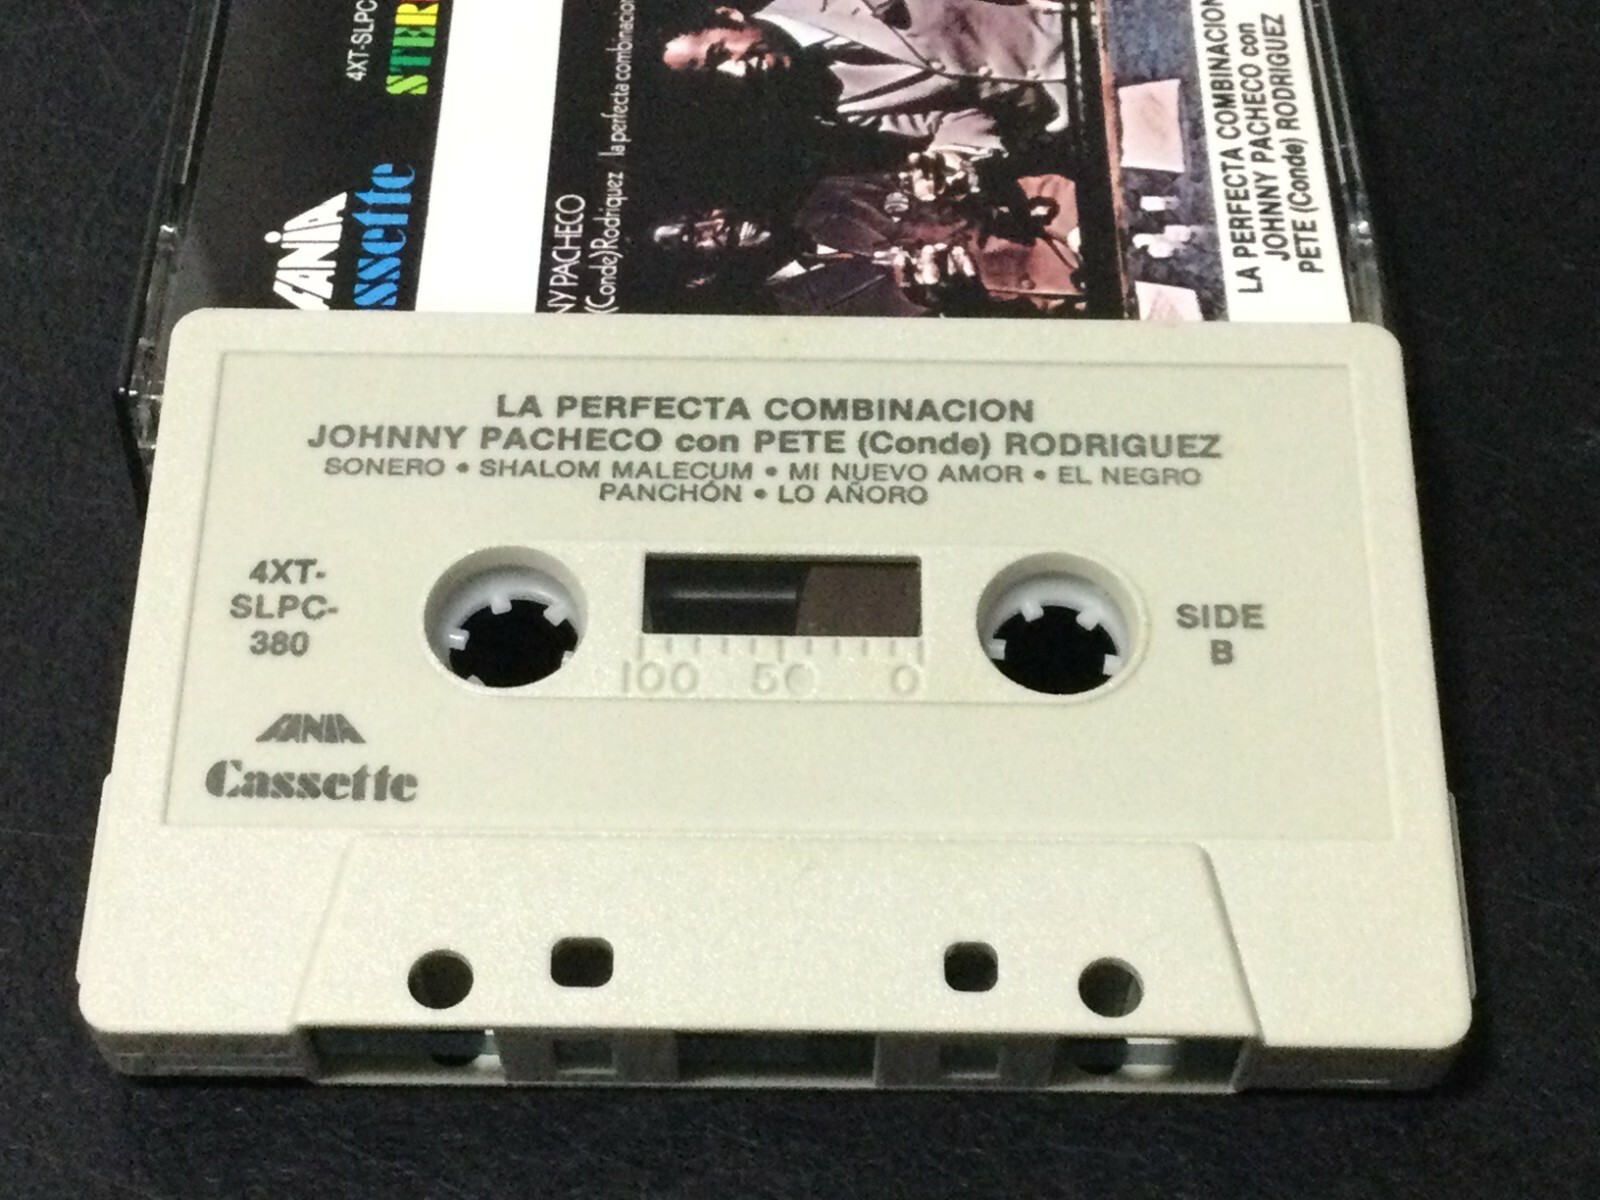 4XT-SLPC
STER
FANIA
ssette
NY PACHECO
(Conde) Rodriguez la perfecta combinacion
LA PERFECTA COMBINACION
JOHNNY PACHECO con
PETE (Conde) RODRIGUEZ
LA PERFECTA COMBINACION
JOHNNY PACHECO con PETE (Conde) RODRIGUEZ
SONERO • SHALOM MALECUM • MI NUEVO AMOR • EL NEGRO
PANCHÓN • LO AÑORO
4XT-
SLPC-
380
100 50 0
SIDE
B
FANIA
Cassette